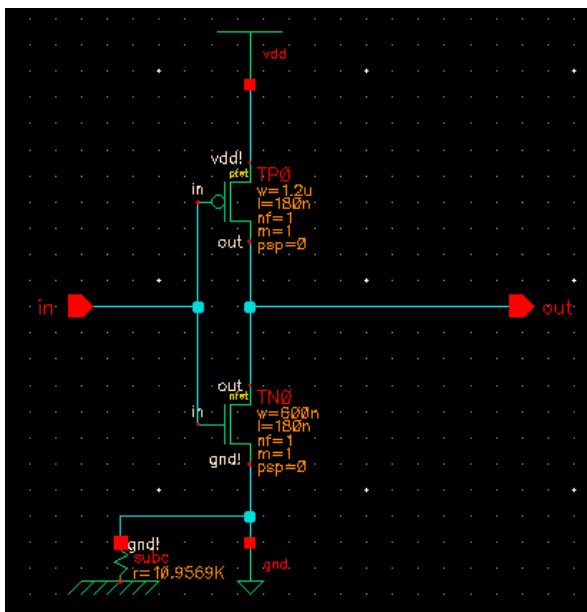 vdd
vdd!
pfet
TP0
in
w=1.2u
l=180n
nf=1
m=1
out
psp=0
in
out
out
nfet
TN0
in
w=600n
l=180n
nf=1
m=1
gnd!
psp=0
gnd!
subc
gnd
r=10.9569K